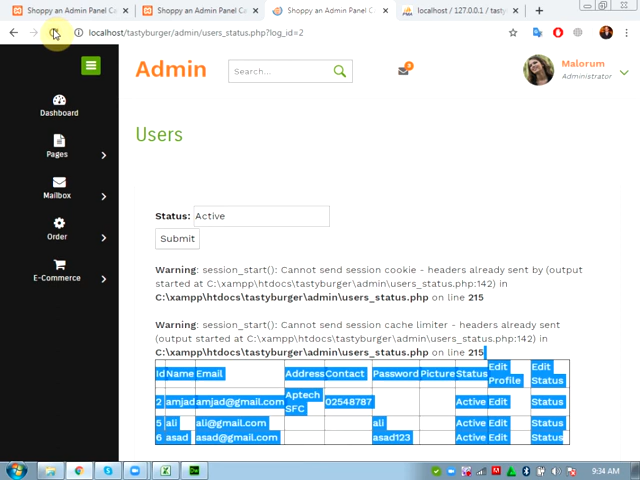 Shoppy an Admin Panel C
Shoppy an Admin Panel C
Shoppy an Admin Panel C
localhost / 127.0.0.1 / tasty
localhost/tastyburger/admin/users_status.php?log_id=2
Admin
Search...
Malorum
Administrator
Dashboard
Pages
Mailbox
Order
E-Commerce
Users
Status: Active
Submit
Warning: session_start(): Cannot send session cookie - headers already sent by (output
started at C:\xampp\htdocs\tastyburger\admin\users_status.php:142) in
C:\xampp\htdocs\tastyburger\admin\users_status.php on line 215
Warning: session_start(): Cannot send session cache limiter - headers already sent
(output started at C:\xampp\htdocs\tastyburger\admin\users_status.php:142) in
C:\xampp\htdocs\tastyburger\admin\users_status.php on line 215
Id Name Email Address Contact Password Picture Status Edit Profile Edit Status
2 amjad amjad@gmail.com Aptech SFC 02548787 Active Edit Status
5 ali ali@gmail.com ali Active Edit Status
6 asad asad@gmail.com asad123 Active Edit Status
9:34 AM